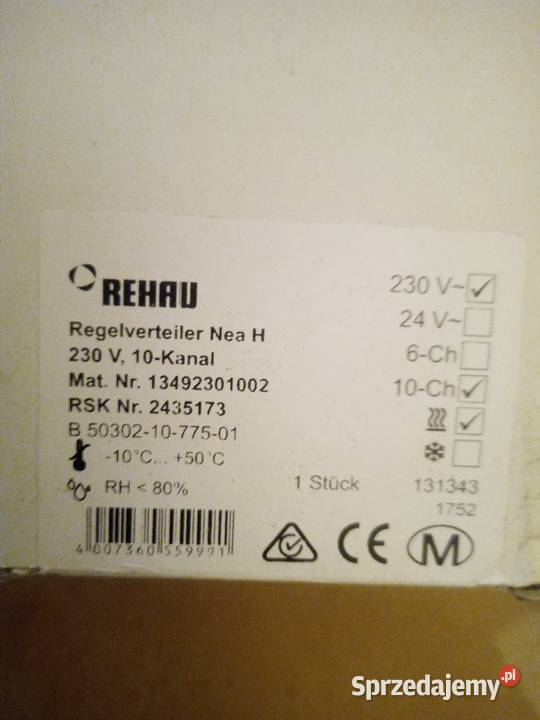 REHAU
Regelverteiler Nea H
230 V, 10-Kanal
Mat. Nr. 13492301002
RSK Nr. 2435173
B 50302-10-775-01
-10°C... +50°C
RH < 80%
4 007360 559991
230 V~
24 V~
6-Ch
10-Ch
1 Stück
131343
1752
CE
M
Sprzedajemy.pl